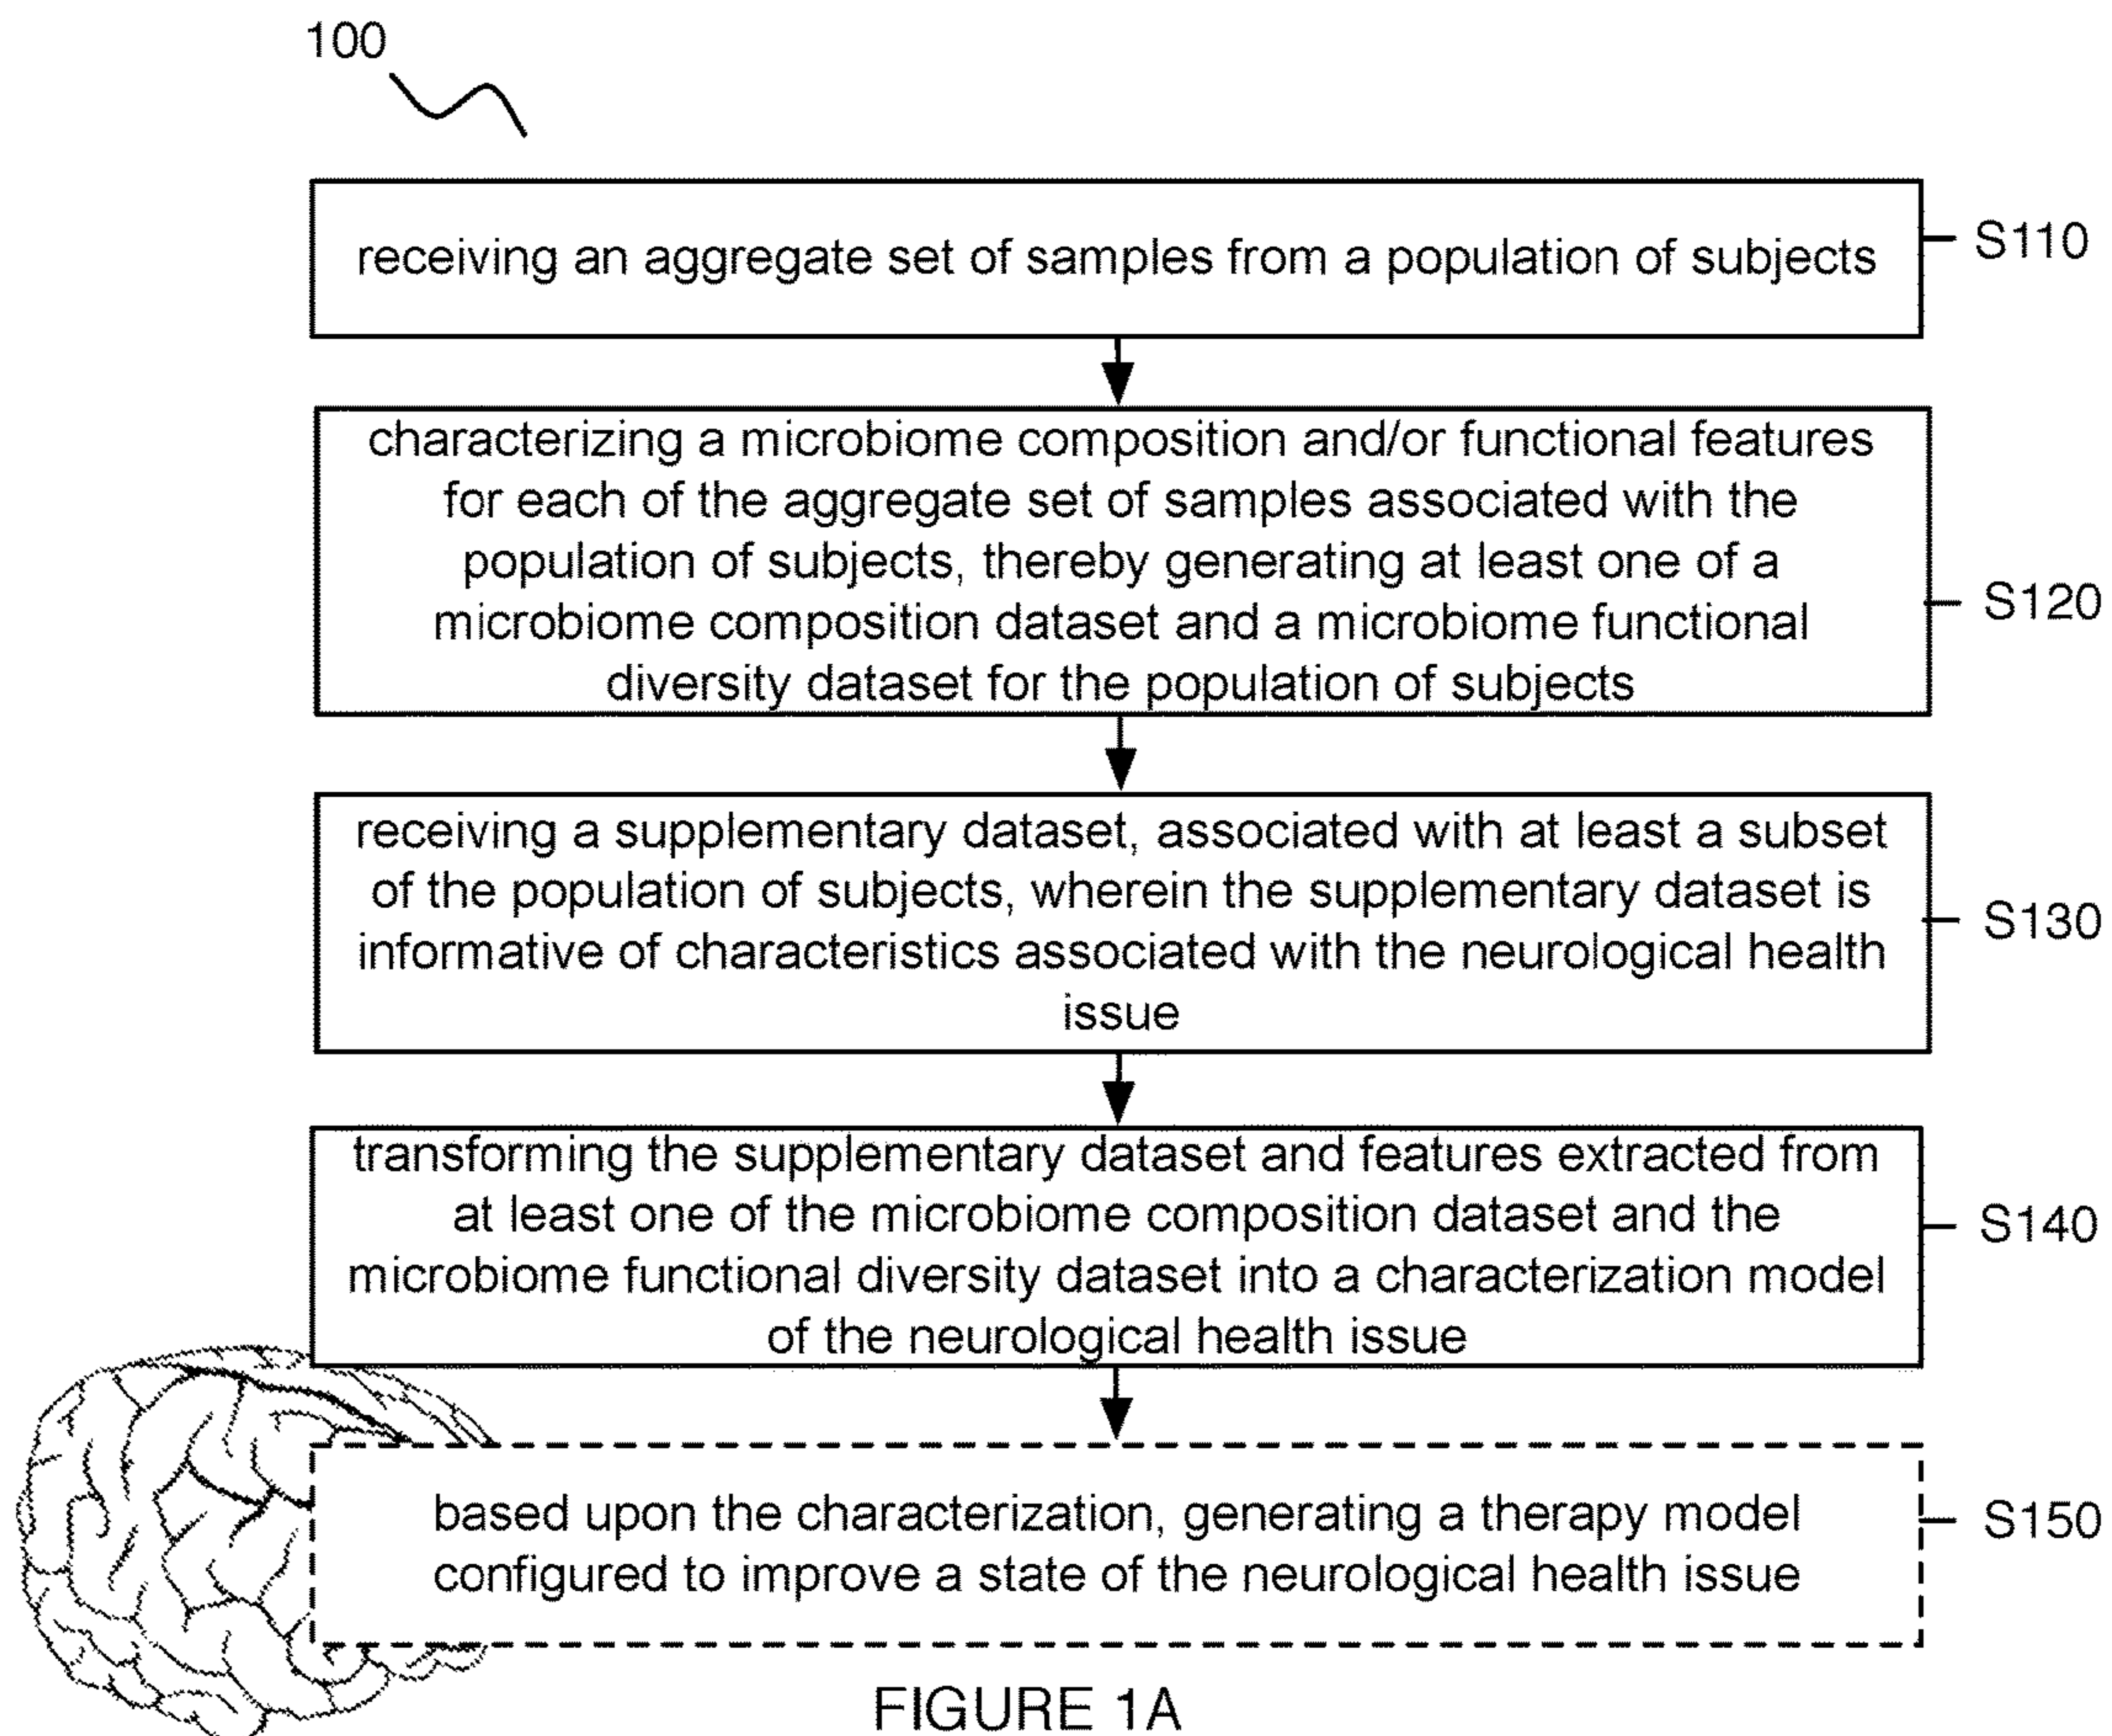 100
receiving an aggregate set of samples from a population of subjects
S110
characterizing a microbiome composition and/or functional features
for each of the aggregate set of samples associated with the
population of subjects, thereby generating at least one of a
microbiome composition dataset and a microbiome functional
diversity dataset for the population of subjects
S120
receiving a supplementary dataset, associated with at least a subset
of the population of subjects, wherein the supplementary dataset is
informative of characteristics associated with the neurological health
issue
S130
transforming the supplementary dataset and features extracted from
at least one of the microbiome composition dataset and the
microbiome functional diversity dataset into a characterization model
of the neurological health issue
S140
based upon the characterization, generating a therapy model
configured to improve a state of the neurological health issue
S150
FIGURE 1A